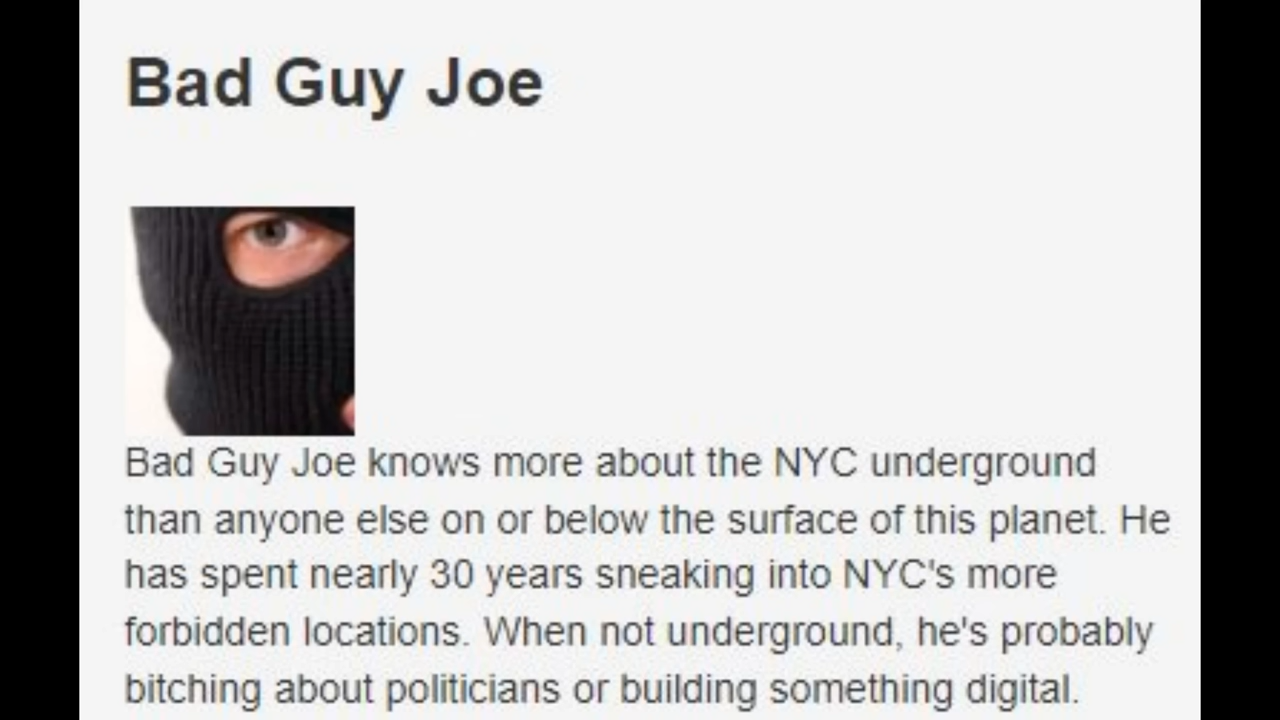 Bad Guy Joe
Bad Guy Joe knows more about the NYC underground
than anyone else on or below the surface of this planet. He
has spent nearly 30 years sneaking into NYC's more
forbidden locations. When not underground, he's probably
bitching about politicians or building something digital.